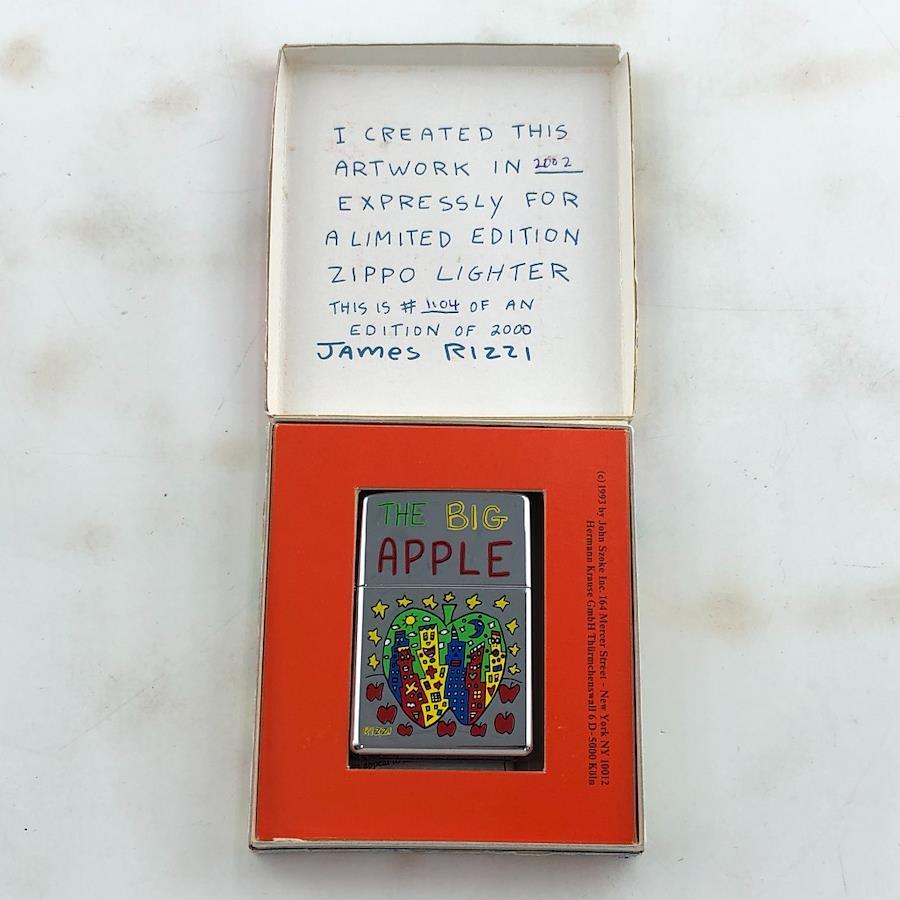 I CREATED THIS
ARTWORK IN 2002
EXPRESSLY FOR
A LIMITED EDITION
ZIPPO LIGHTER
THIS IS # 1104 OF AN
EDITION OF 2000
JAMES RIZZI
THE BIG
APPLE
RIZZI
(c) 1993 by John Szoke Inc. 164 Mercer Street - New York NY 10012
Hermann Krause GmbH Thürmchenswall 6 D-5000 Köln
appeal to